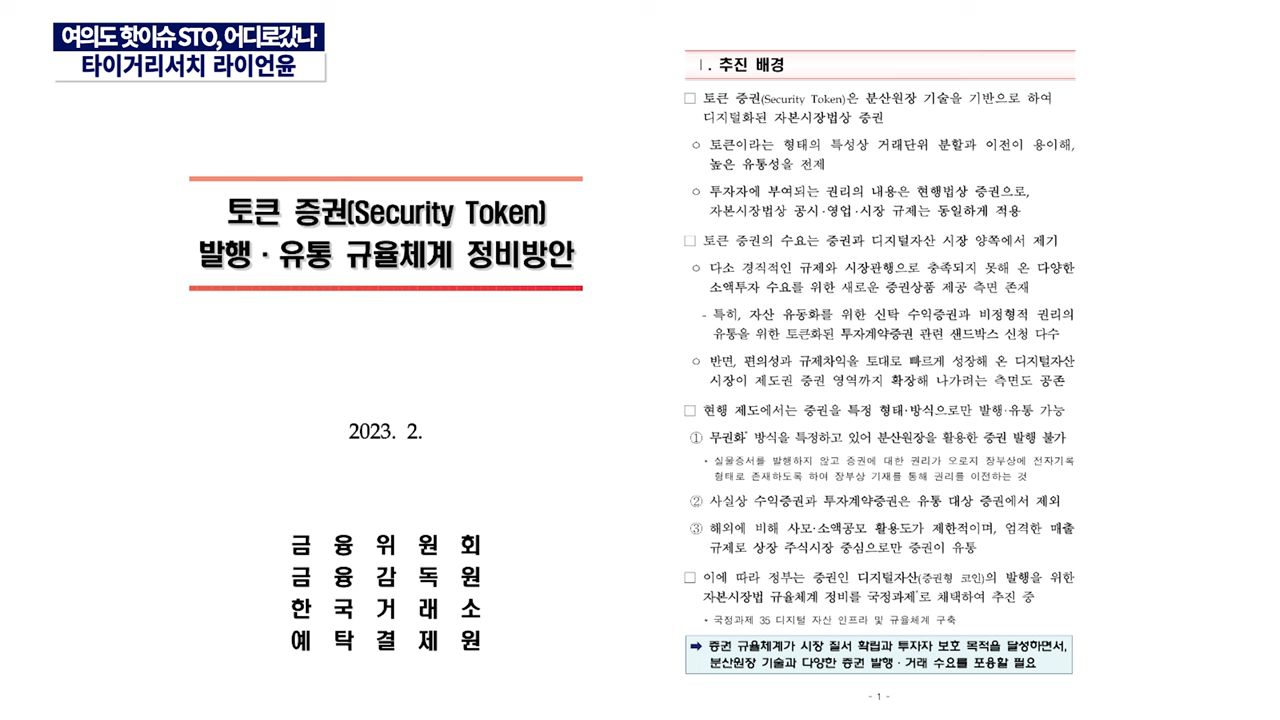 여의도 핫이슈 STO, 어디로갔나
타이거리서치 라이언윤
토큰 증권(Security Token)
발행 · 유통 규율체계 정비방안
2023. 2.
금 융 위 원 회
금 융 감 독 원
한 국 거 래 소
예 탁 결 제 원
Ⅰ. 추진 배경
□ 토큰 증권(Security Token)은 분산원장 기술을 기반으로 하여
디지털화된 자본시장법상 증권
ㅇ 토큰이라는 형태의 특성상 거래단위 분할과 이전이 용이해,
높은 유통성을 전제
ㅇ 투자자에 부여되는 권리의 내용은 현행법상 증권으로,
자본시장법상 공시·영업·시장 규제는 동일하게 적용
□ 토큰 증권의 수요는 증권과 디지털자산 시장 양쪽에서 제기
ㅇ 다소 경직적인 규제와 시장관행으로 충족되지 못해 온 다양한
소액투자 수요를 위한 새로운 증권상품 제공 측면 존재
- 특히, 자산 유동화를 위한 신탁 수익증권과 비정형적 권리의
유통을 위한 토큰화된 투자계약증권 관련 샌드박스 신청 다수
ㅇ 반면, 편의성과 규제차익을 토대로 빠르게 성장해 온 디지털자산
시장이 제도권 증권 영역까지 확장해 나가려는 측면도 공존
□ 현행 제도에서는 증권을 특정 형태·방식으로만 발행·유통 가능
① 무권화* 방식을 특정하고 있어 분산원장을 활용한 증권 발행 불가
* 실물증서를 발행하지 않고 증권에 대한 권리가 오로지 장부상에 전자기록
형태로 존재하도록 하여 장부상 기재를 통해 권리를 이전하는 것
② 사실상 수익증권과 투자계약증권은 유통 대상 증권에서 제외
③ 해외에 비해 사모·소액공모 활용도가 제한적이며, 엄격한 매출
규제로 상장 주식시장 중심으로만 증권이 유통
□ 이에 따라 정부는 증권인 디지털자산(증권형 코인)의 발행을 위한
자본시장법 규율체계 정비를 국정과제*로 채택하여 추진 중
* 국정과제 35 디지털 자산 인프라 및 규율체계 구축
➡ 증권 규율체계가 시장 질서 확립과 투자자 보호 목적을 달성하면서,
분산원장 기술과 다양한 증권 발행 · 거래 수요를 포용할 필요
- 1 -